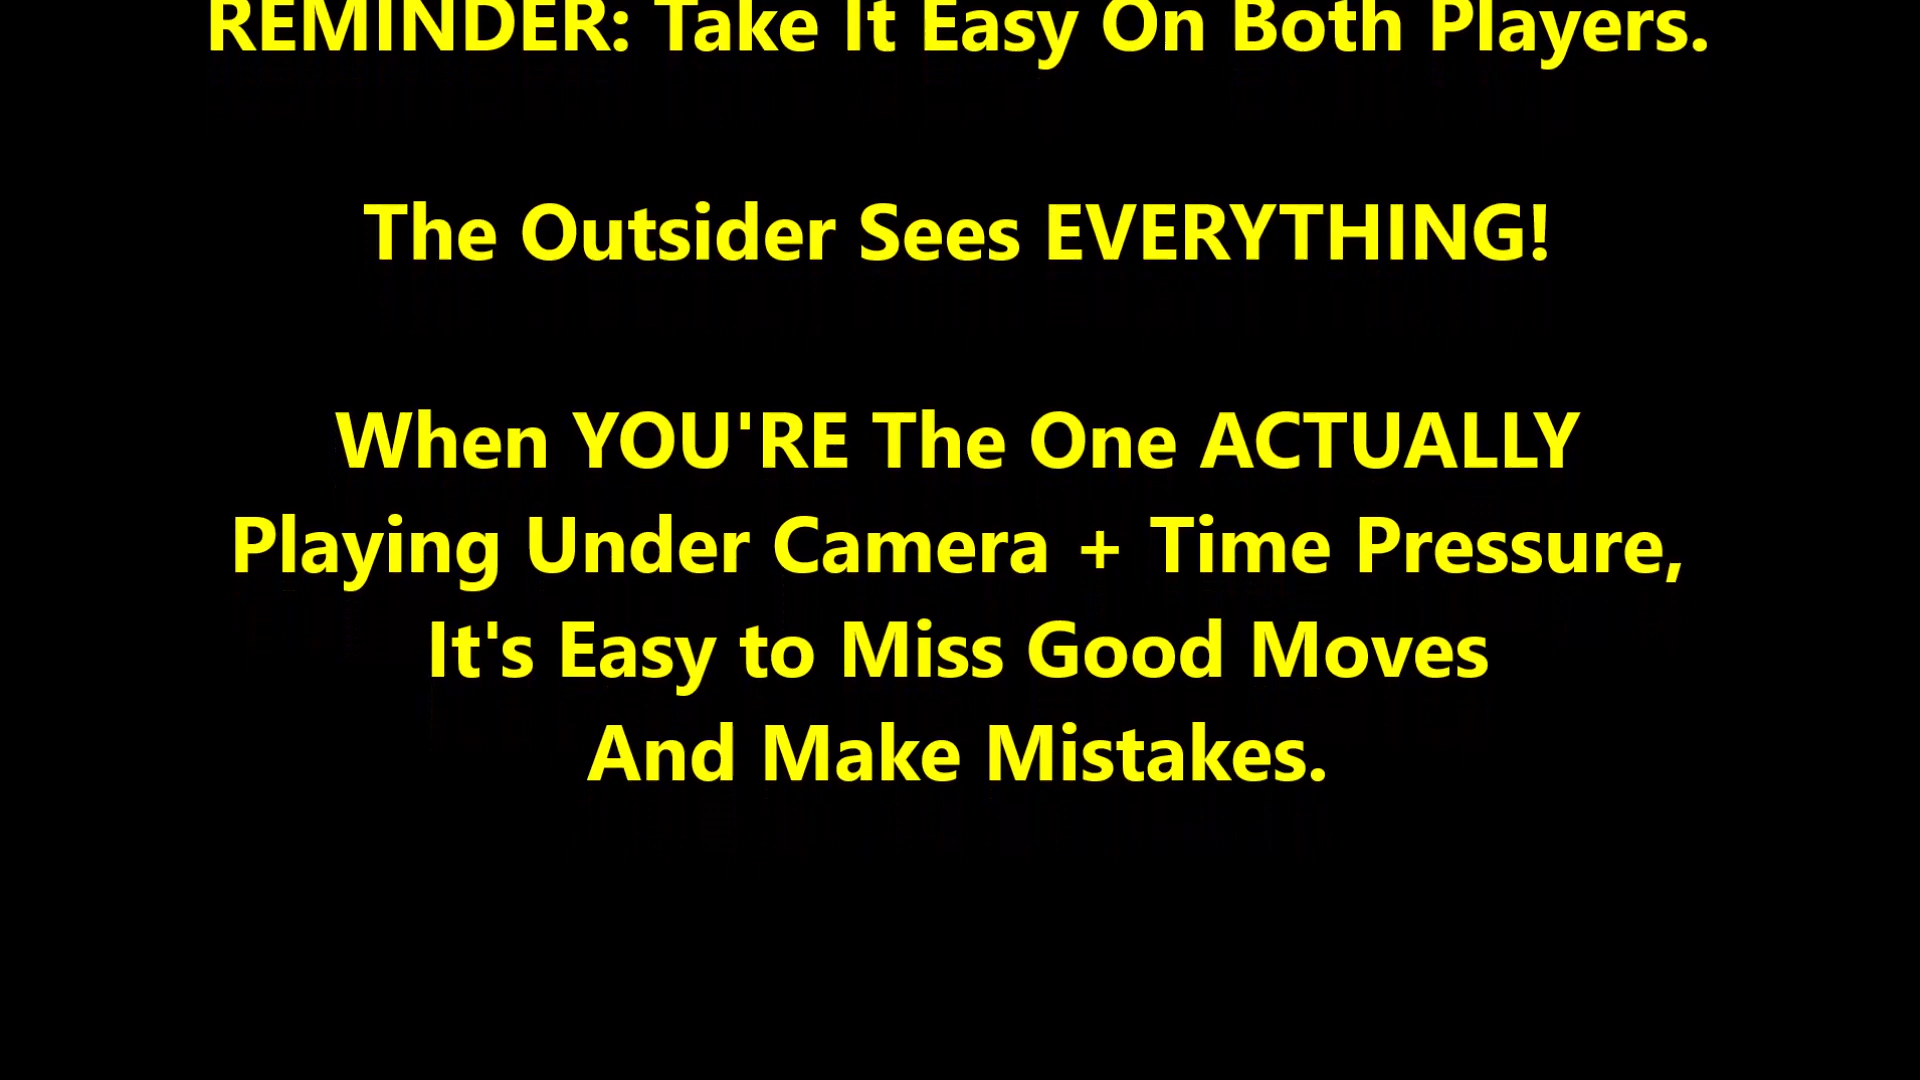 REMINDER: Take It Easy On Both Players.
The Outsider Sees EVERYTHING!
When YOU'RE The One ACTUALLY
Playing Under Camera + Time Pressure,
It's Easy to Miss Good Moves
And Make Mistakes.